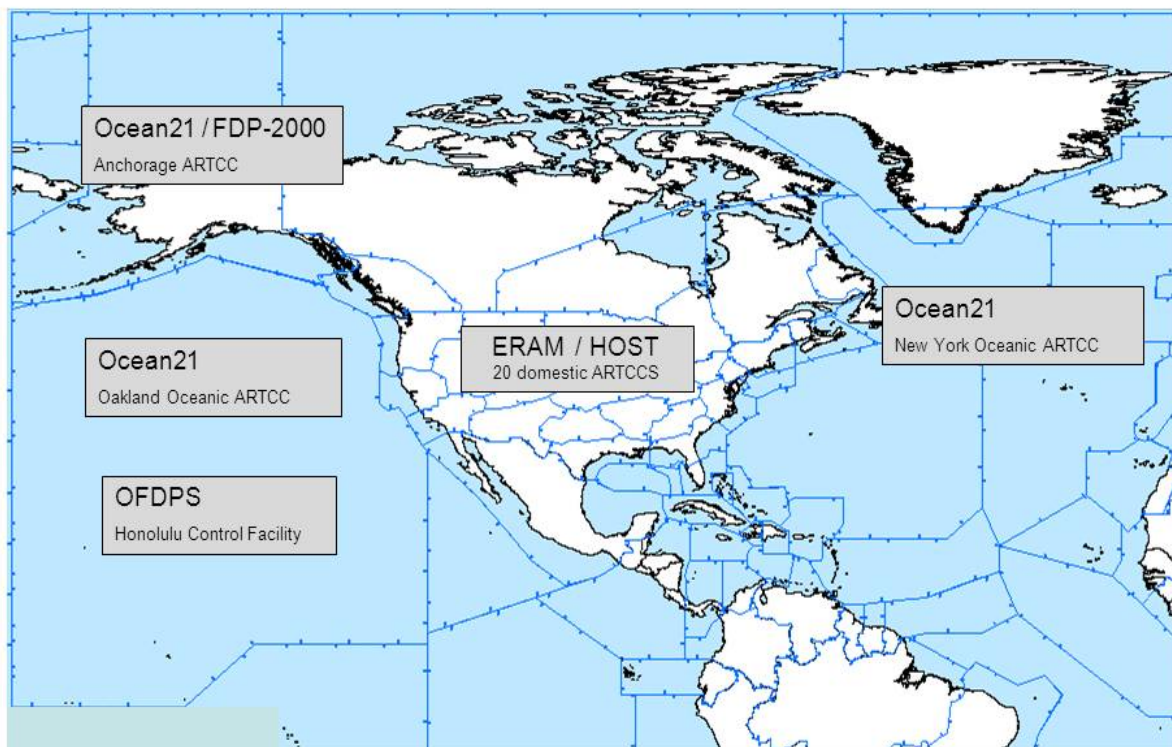 Ocean21 / FDP-2000
Anchorage ARTCC
Ocean21
New York Oceanic ARTCC
ERAM / HOST
20 domestic ARTCCS
Ocean21
Oakland Oceanic ARTCC
OFDPS
Honolulu Control Facility